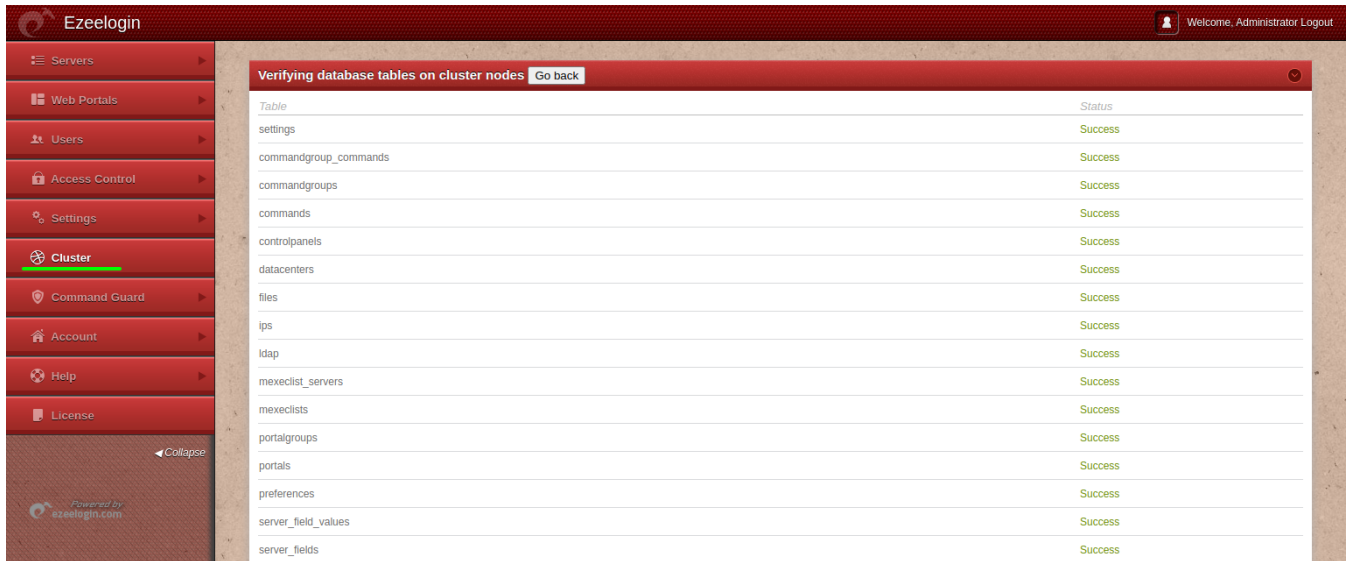 Ezeelogin
Welcome, Administrator Logout
Servers
Web Portals
Users
Access Control
Settings
Cluster
Command Guard
Account
Help
License
Collapse
Powered by
ezeelogin.com
Verifying database tables on cluster nodes Go back
Table Status
settings Success
commandgroup_commands Success
commandgroups Success
commands Success
controlpanels Success
datacenters Success
files Success
ips Success
ldap Success
mexeclist_servers Success
mexeclists Success
portalgroups Success
portals Success
preferences Success
server_field_values Success
server_fields Success